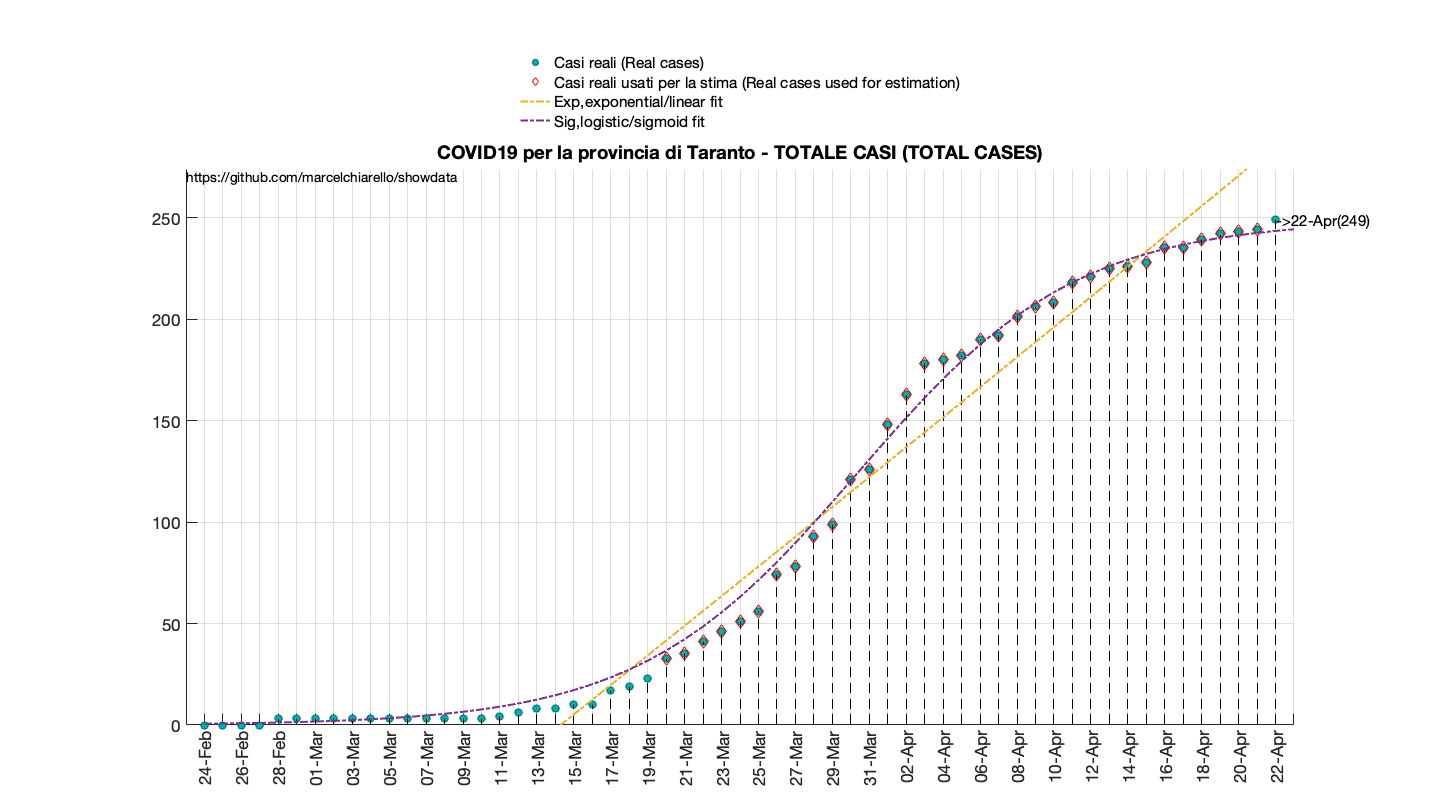 Casi reali (Real cases)
Casi reali usati per la stima (Real cases used for estimation)
Exp,exponential/linear fit
Sig,logistic/sigmoid fit
COVID19 per la provincia di Taranto - TOTALE CASI (TOTAL CASES)
https://github.com/marcelchiarello/showdata
250
>22-Apr(249)
200
150
100
50
0
24-Feb
26-Feb
28-Feb
01-Mar
03-Mar
05-Mar
07-Mar
09-Mar
11-Mar
13-Mar
15-Mar
17-Mar
19-Mar
21-Mar
23-Mar
25-Mar
27-Mar
29-Mar
31-Mar
02-Apr
04-Apr
06-Apr
08-Apr
10-Apr
12-Apr
14-Apr
16-Apr
18-Apr
20-Apr
22-Apr